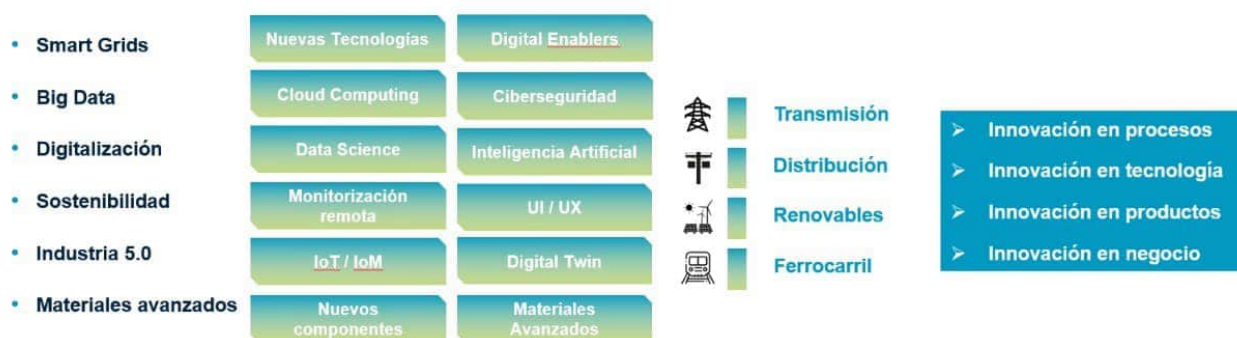 • Smart Grids
• Big Data
• Digitalización
• Sostenibilidad
• Industria 5.0
• Materiales avanzados
Nuevas Tecnologías
Digital Enablers
Cloud Computing
Ciberseguridad
Data Science
Inteligencia Artificial
Monitorización
remota
UI / UX
IoT / IoM
Digital Twin
Nuevos
componentes
Materiales
Avanzados
Transmisión
Distribución
Renovables
Ferrocarril
➢ Innovación en procesos
➢ Innovación en tecnología
➢ Innovación en productos
➢ Innovación en negocio